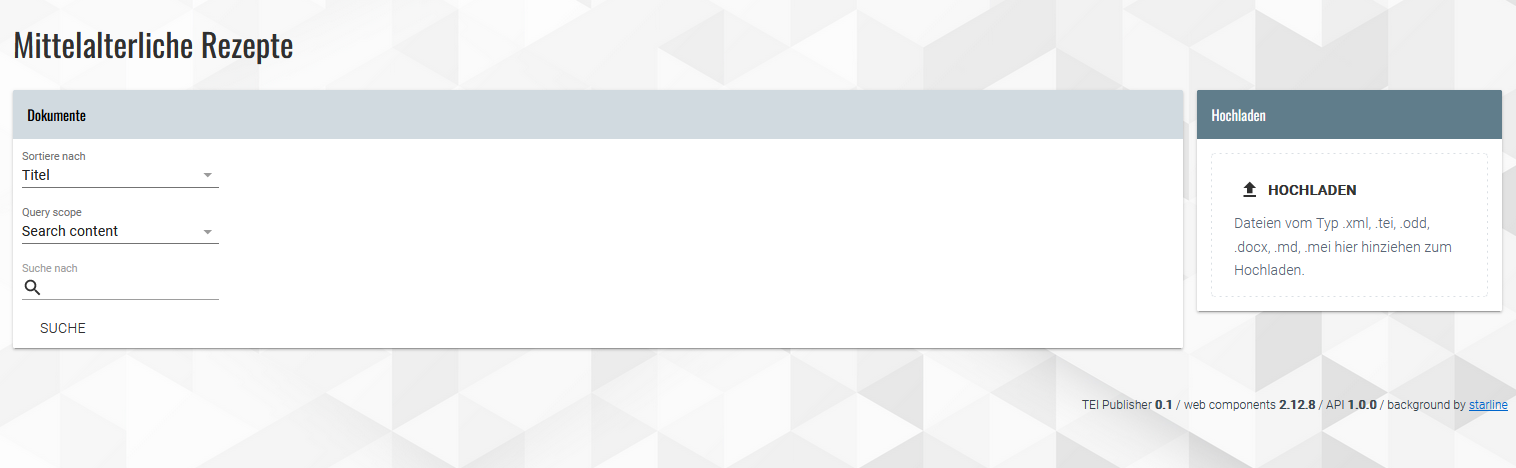 Mittelalterliche Rezepte
Dokumente
Sortiere nach
Titel
Query scope
Search content
Suche nach
SUCHE
Hochladen
HOCHLADEN
Dateien vom Typ .xml, .tei, .odd,
.docx, .md, .mei hier hinziehen zum
Hochladen.
TEI Publisher 0.1 / web components 2.12.8 / API 1.0.0 / background by starline